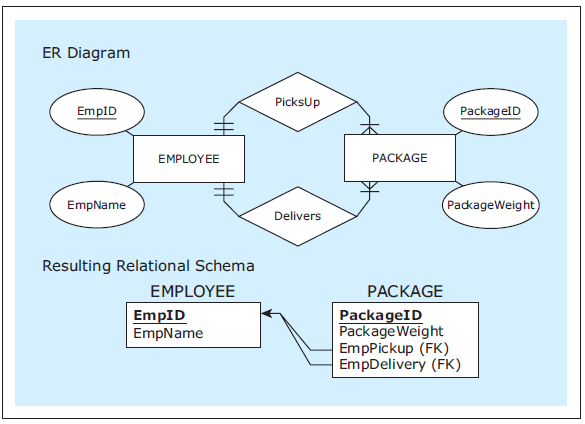 ER Diagram
PicksUp
EmpID
PackageID
EMPLOYEE
PACKAGE
EmpName
PackageWeight
Delivers
Resulting Relational Schema
EMPLOYEE
EmpID
EmpName
PACKAGE
PackageID
PackageWeight
EmpPickup (FK)
EmpDelivery (FK)